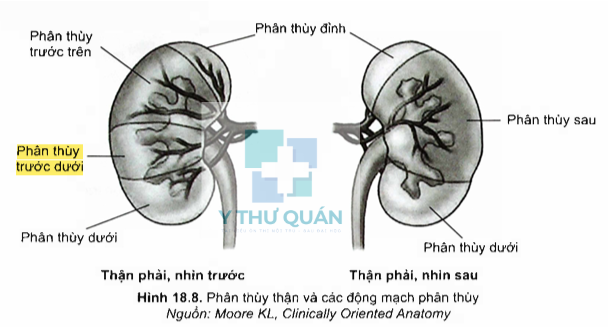 Phân thùy đỉnh
Phân thùy
trước trên
Phân thùy
trước dưới
Phân thùy dưới
Phân thùy sau
Phân thùy dưới
Y THƯ QUÁN
Thận phải, nhìn trước
Thận phải, nhìn sau
Hình 18.8. Phân thùy thận và các động mạch phân thùy
Nguồn: Moore KL, Clinically Oriented Anatomy